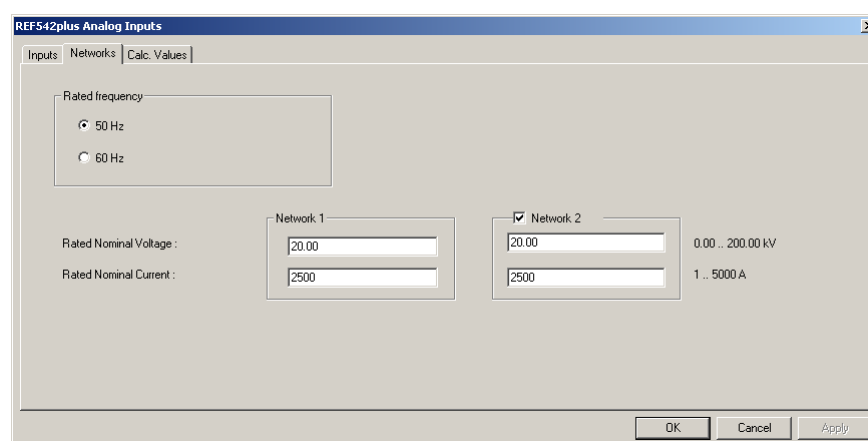 REF542plus Analog Inputs
Inputs Networks Calc. Values
Rated frequency
50 Hz
60 Hz
Network 1 Network 2
Rated Nominal Voltage : 20.00 20.00 0.00 .. 200.00 kV
Rated Nominal Current : 2500 2500 1 .. 5000 A
OK Cancel Apply